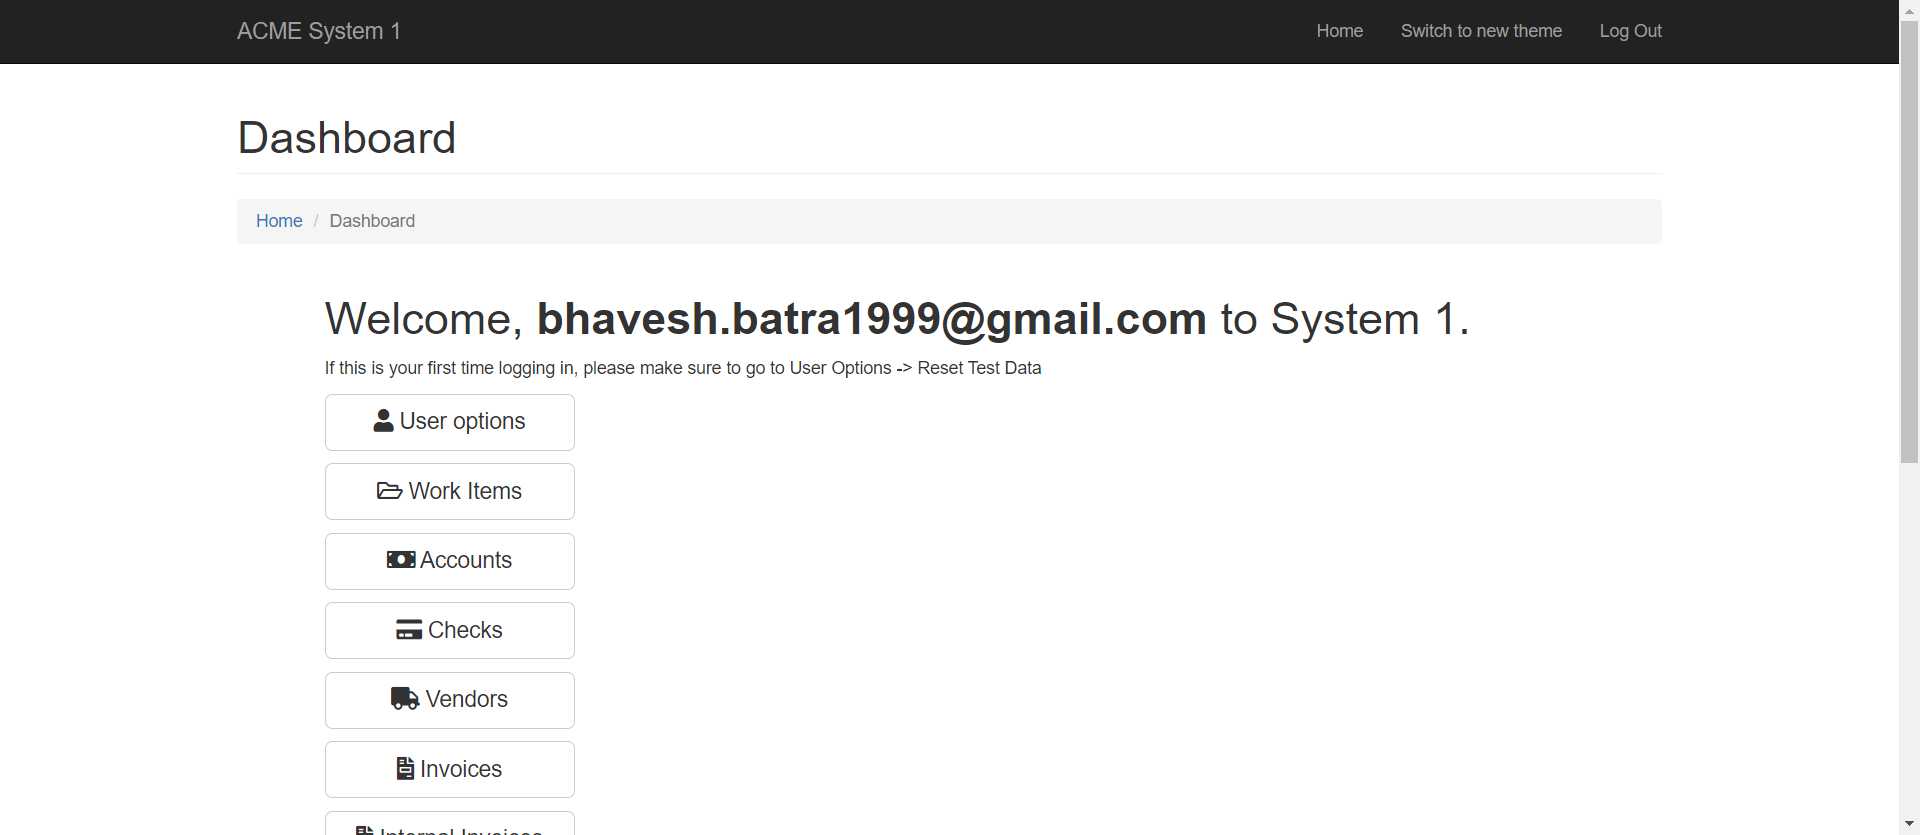 ACME System 1
Home
Switch to new theme
Log Out
Dashboard
Home / Dashboard
Welcome, bhavesh.batra1999@gmail.com to System 1.
If this is your first time logging in, please make sure to go to User Options -> Reset Test Data
User options
Work Items
Accounts
Checks
Vendors
Invoices
Internal Invoices